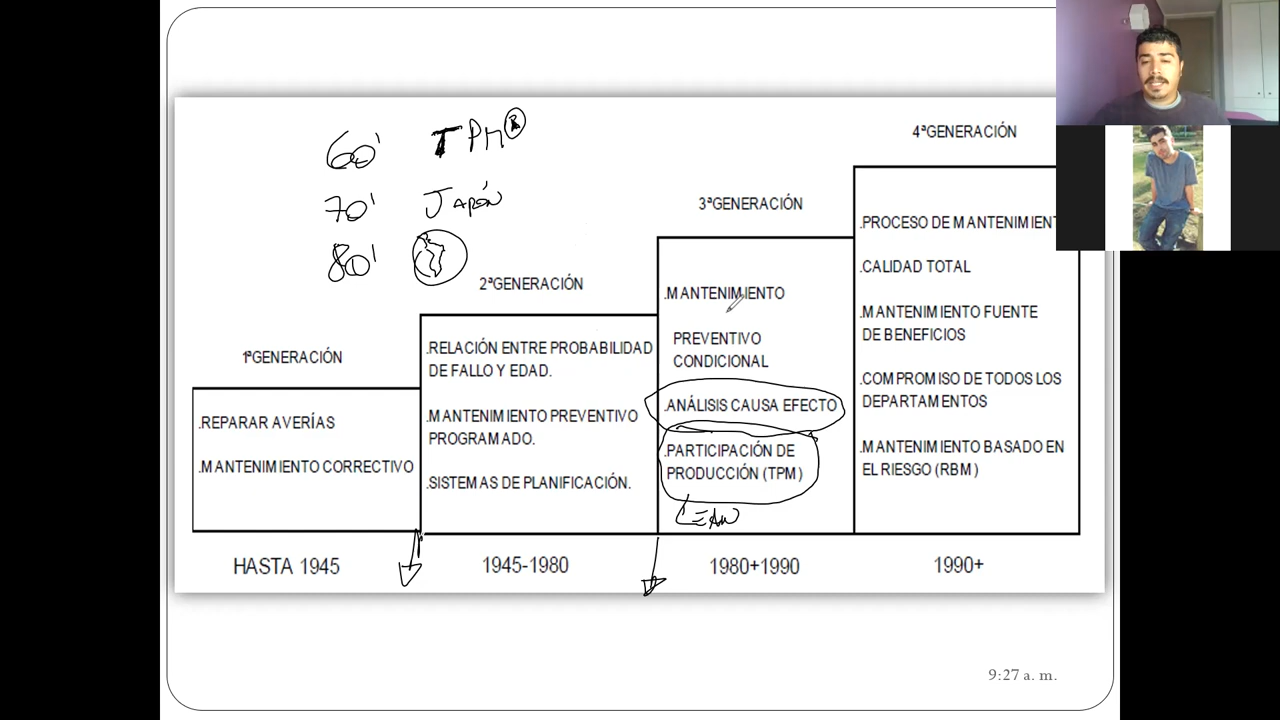 60' TPM®
70' Japón
80'
1ªGENERACIÓN
.REPARAR AVERÍAS
.MANTENIMIENTO CORRECTIVO
HASTA 1945
2ªGENERACIÓN
.RELACIÓN ENTRE PROBABILIDAD
DE FALLO Y EDAD.
.MANTENIMIENTO PREVENTIVO
PROGRAMADO.
.SISTEMAS DE PLANIFICACIÓN.
1945-1980
3ªGENERACIÓN
.MANTENIMIENTO
PREVENTIVO
CONDICIONAL
.ANÁLISIS CAUSA EFECTO
.PARTICIPACIÓN DE
PRODUCCIÓN (TPM)
LEAN
1980+1990
4ªGENERACIÓN
.PROCESO DE MANTENIMIENT
.CALIDAD TOTAL
.MANTENIMIENTO FUENTE
DE BENEFICIOS
.COMPROMISO DE TODOS LOS
DEPARTAMENTOS
.MANTENIMIENTO BASADO EN
EL RIESGO (RBM)
1990+
9:27 a. m.